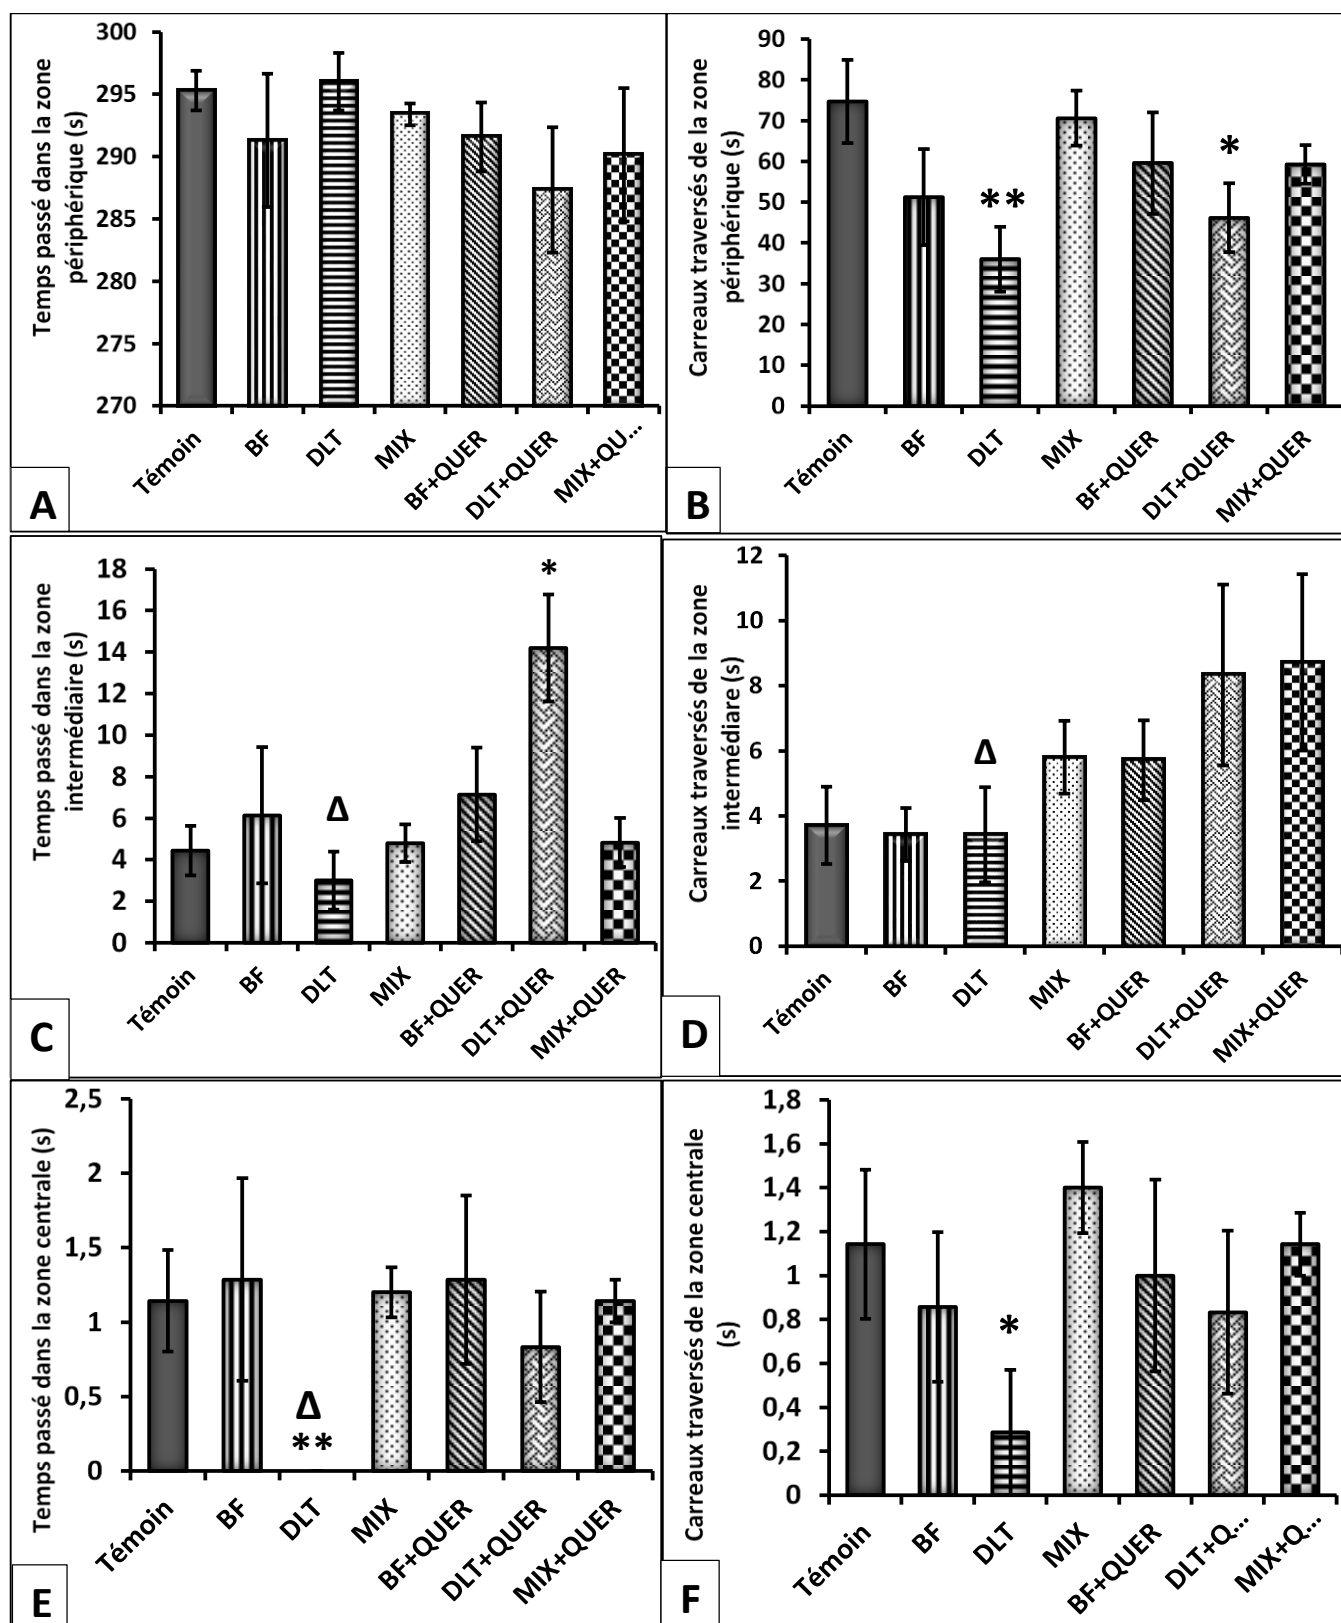 Temps passé dans la zone
périphérique (s)
300
295
290
285
280
275
270
Témoin
BF
DLT
MIX
BF+QUER
DLT+QUER
MIX+QU...
A
Carreaux traversés de la zone
périphérique (s)
90
80
70
60
50
40
30
20
10
0
**
*
Témoin
BF
DLT
MIX
BF+QUER
DLT+QUER
MIX+QUER
B
Temps passé dans la zone
intermédiaire (s)
18
16
14
12
10
8
6
4
2
0
Δ
*
Témoin
BF
DLT
MIX
BF+QUER
DLT+QUER
MIX+QUER
C
Carreaux traversés de la zone
intermédiare (s)
12
10
8
6
4
2
0
Δ
Témoin
BF
DLT
MIX
BF+QUER
DLT+QUER
MIX+QUER
D
Temps passé dans la zone centrale (s)
2,5
2
1,5
1
0,5
0
Δ
**
Témoin
BF
DLT
MIX
BF+QUER
DLT+QUER
MIX+QUER
E
Carreaux traversés de la zone centrale
(s)
1,8
1,6
1,4
1,2
1
0,8
0,6
0,4
0,2
0
*
Témoin
BF
DLT
MIX
BF+QUER
DLT+Q...
MIX+Q...
F